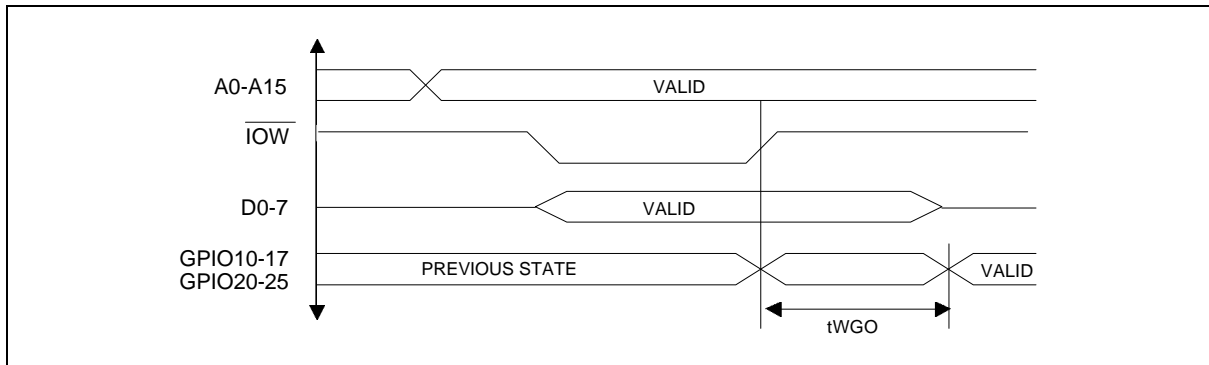 A0-A15
VALID
IOW
D0-7
VALID
GPIO10-17
GPIO20-25
PREVIOUS STATE
VALID
tWGO